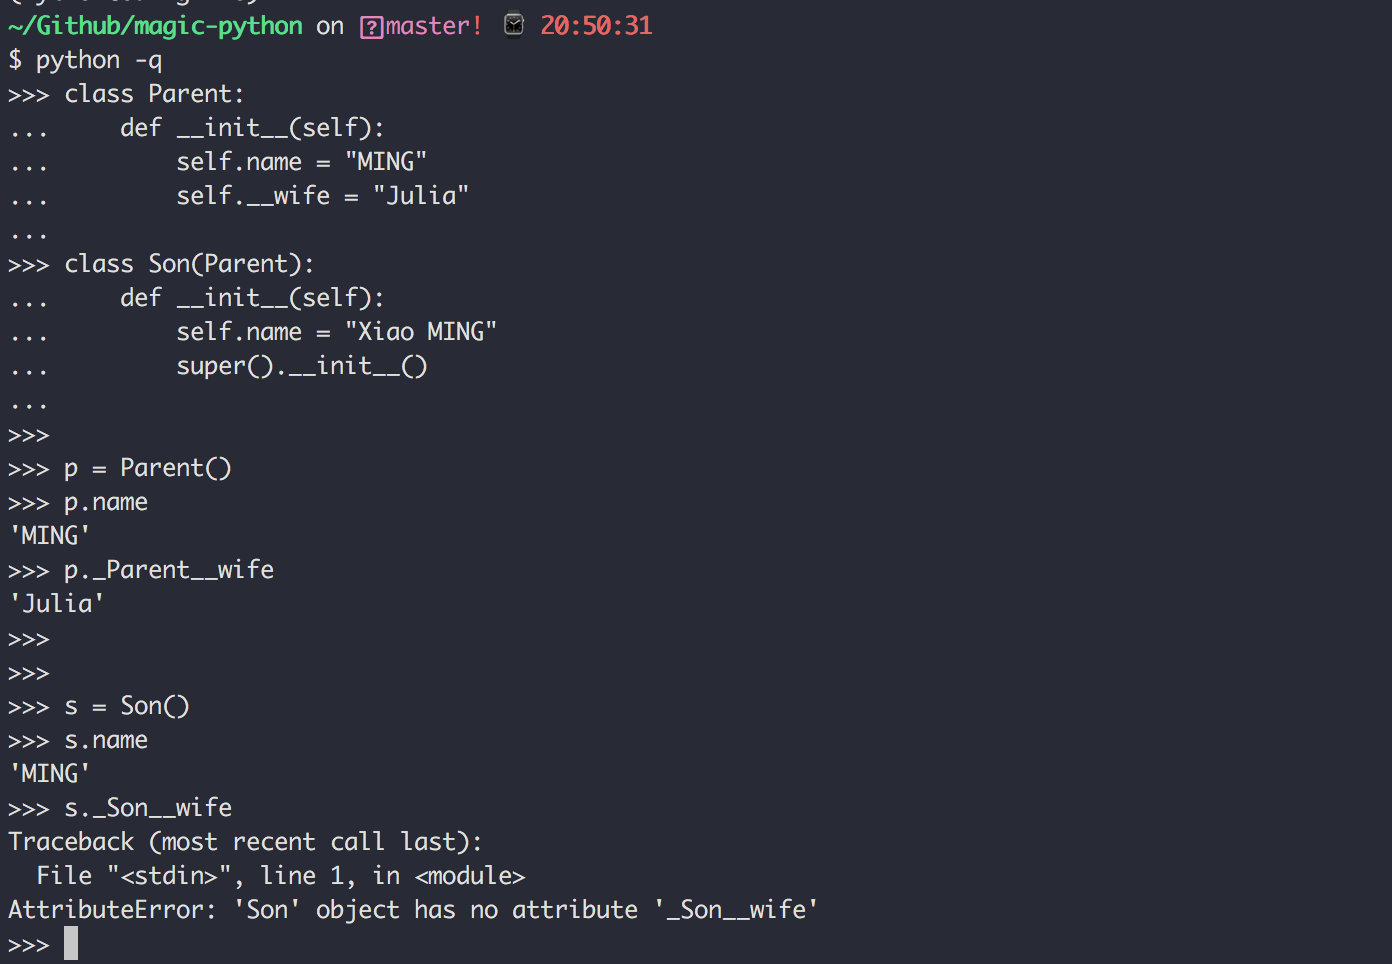 ~/Github/magic-python on master! 20:50:31
$ python -q
>>> class Parent:
...     def __init__(self):
...         self.name = "MING"
...         self.__wife = "Julia"
...
>>> class Son(Parent):
...     def __init__(self):
...         self.name = "Xiao MING"
...         super().__init__()
...
>>>
>>> p = Parent()
>>> p.name
'MING'
>>> p._Parent__wife
'Julia'
>>>
>>>
>>> s = Son()
>>> s.name
'MING'
>>> s._Son__wife
Traceback (most recent call last):
  File "<stdin>", line 1, in <module>
AttributeError: 'Son' object has no attribute '_Son__wife'
>>>